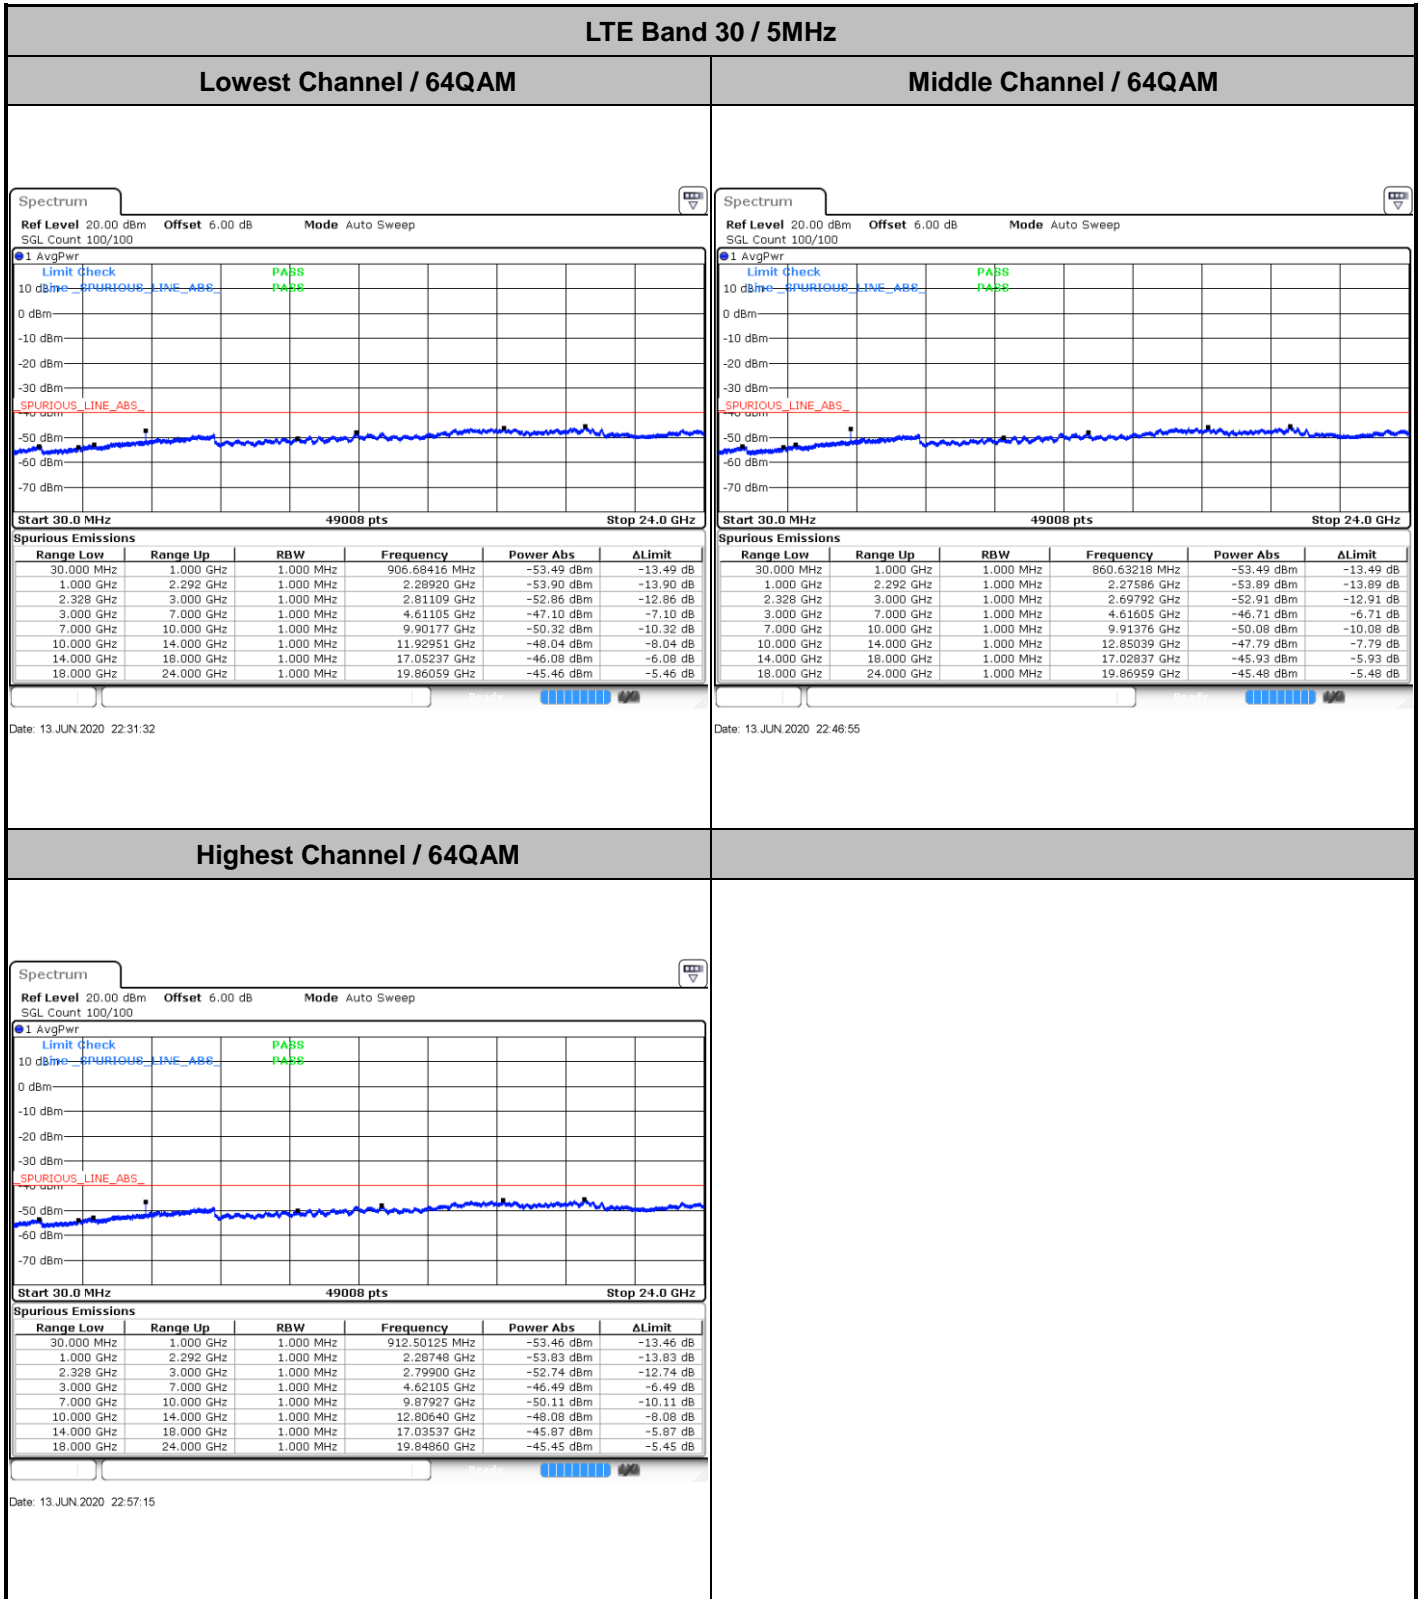 LTE Band 30 / 5MHz
Lowest Channel / 64QAM
Middle Channel / 64QAM
Spectrum
Ref Level 20.00 dBm Offset 6.00 dB Mode Auto Sweep
SGL Count 100/100
1 AvgPwr
Limit Check PASS
Line _SPURIOUS_LINE_ABS_ PASS
10 dBm
0 dBm
-10 dBm
-20 dBm
-30 dBm
_SPURIOUS_LINE_ABS_
-40 dBm
-50 dBm
-60 dBm
-70 dBm
Start 30.0 MHz 49008 pts Stop 24.0 GHz
Spurious Emissions
Range Low Range Up RBW Frequency Power Abs ΔLimit
30.000 MHz 1.000 GHz 1.000 MHz 906.68416 MHz -53.49 dBm -13.49 dB
1.000 GHz 2.292 GHz 1.000 MHz 2.28920 GHz -53.90 dBm -13.90 dB
2.328 GHz 3.000 GHz 1.000 MHz 2.81109 GHz -52.86 dBm -12.86 dB
3.000 GHz 7.000 GHz 1.000 MHz 4.61105 GHz -47.10 dBm -7.10 dB
7.000 GHz 10.000 GHz 1.000 MHz 9.90177 GHz -50.32 dBm -10.32 dB
10.000 GHz 14.000 GHz 1.000 MHz 11.92951 GHz -48.04 dBm -8.04 dB
14.000 GHz 18.000 GHz 1.000 MHz 17.05237 GHz -46.08 dBm -6.08 dB
18.000 GHz 24.000 GHz 1.000 MHz 19.86059 GHz -45.46 dBm -5.46 dB
Ready
Date: 13.JUN.2020 22:31:32
Spectrum
Ref Level 20.00 dBm Offset 6.00 dB Mode Auto Sweep
SGL Count 100/100
1 AvgPwr
Limit Check PASS
Line _SPURIOUS_LINE_ABS_ PASS
10 dBm
0 dBm
-10 dBm
-20 dBm
-30 dBm
_SPURIOUS_LINE_ABS_
-40 dBm
-50 dBm
-60 dBm
-70 dBm
Start 30.0 MHz 49008 pts Stop 24.0 GHz
Spurious Emissions
Range Low Range Up RBW Frequency Power Abs ΔLimit
30.000 MHz 1.000 GHz 1.000 MHz 860.63218 MHz -53.49 dBm -13.49 dB
1.000 GHz 2.292 GHz 1.000 MHz 2.27586 GHz -53.89 dBm -13.89 dB
2.328 GHz 3.000 GHz 1.000 MHz 2.69792 GHz -52.91 dBm -12.91 dB
3.000 GHz 7.000 GHz 1.000 MHz 4.61605 GHz -46.71 dBm -6.71 dB
7.000 GHz 10.000 GHz 1.000 MHz 9.91376 GHz -50.08 dBm -10.08 dB
10.000 GHz 14.000 GHz 1.000 MHz 12.85039 GHz -47.79 dBm -7.79 dB
14.000 GHz 18.000 GHz 1.000 MHz 17.02837 GHz -45.93 dBm -5.93 dB
18.000 GHz 24.000 GHz 1.000 MHz 19.86959 GHz -45.48 dBm -5.48 dB
Ready
Date: 13.JUN.2020 22:46:55
Highest Channel / 64QAM
Spectrum
Ref Level 20.00 dBm Offset 6.00 dB Mode Auto Sweep
SGL Count 100/100
1 AvgPwr
Limit Check PASS
Line _SPURIOUS_LINE_ABS_ PASS
10 dBm
0 dBm
-10 dBm
-20 dBm
-30 dBm
_SPURIOUS_LINE_ABS_
-40 dBm
-50 dBm
-60 dBm
-70 dBm
Start 30.0 MHz 49008 pts Stop 24.0 GHz
Spurious Emissions
Range Low Range Up RBW Frequency Power Abs ΔLimit
30.000 MHz 1.000 GHz 1.000 MHz 912.50125 MHz -53.46 dBm -13.46 dB
1.000 GHz 2.292 GHz 1.000 MHz 2.28748 GHz -53.83 dBm -13.83 dB
2.328 GHz 3.000 GHz 1.000 MHz 2.79900 GHz -52.74 dBm -12.74 dB
3.000 GHz 7.000 GHz 1.000 MHz 4.62105 GHz -46.49 dBm -6.49 dB
7.000 GHz 10.000 GHz 1.000 MHz 9.87927 GHz -50.11 dBm -10.11 dB
10.000 GHz 14.000 GHz 1.000 MHz 12.80640 GHz -48.08 dBm -8.08 dB
14.000 GHz 18.000 GHz 1.000 MHz 17.03537 GHz -45.87 dBm -5.87 dB
18.000 GHz 24.000 GHz 1.000 MHz 19.84860 GHz -45.45 dBm -5.45 dB
Ready
Date: 13.JUN.2020 22:57:15